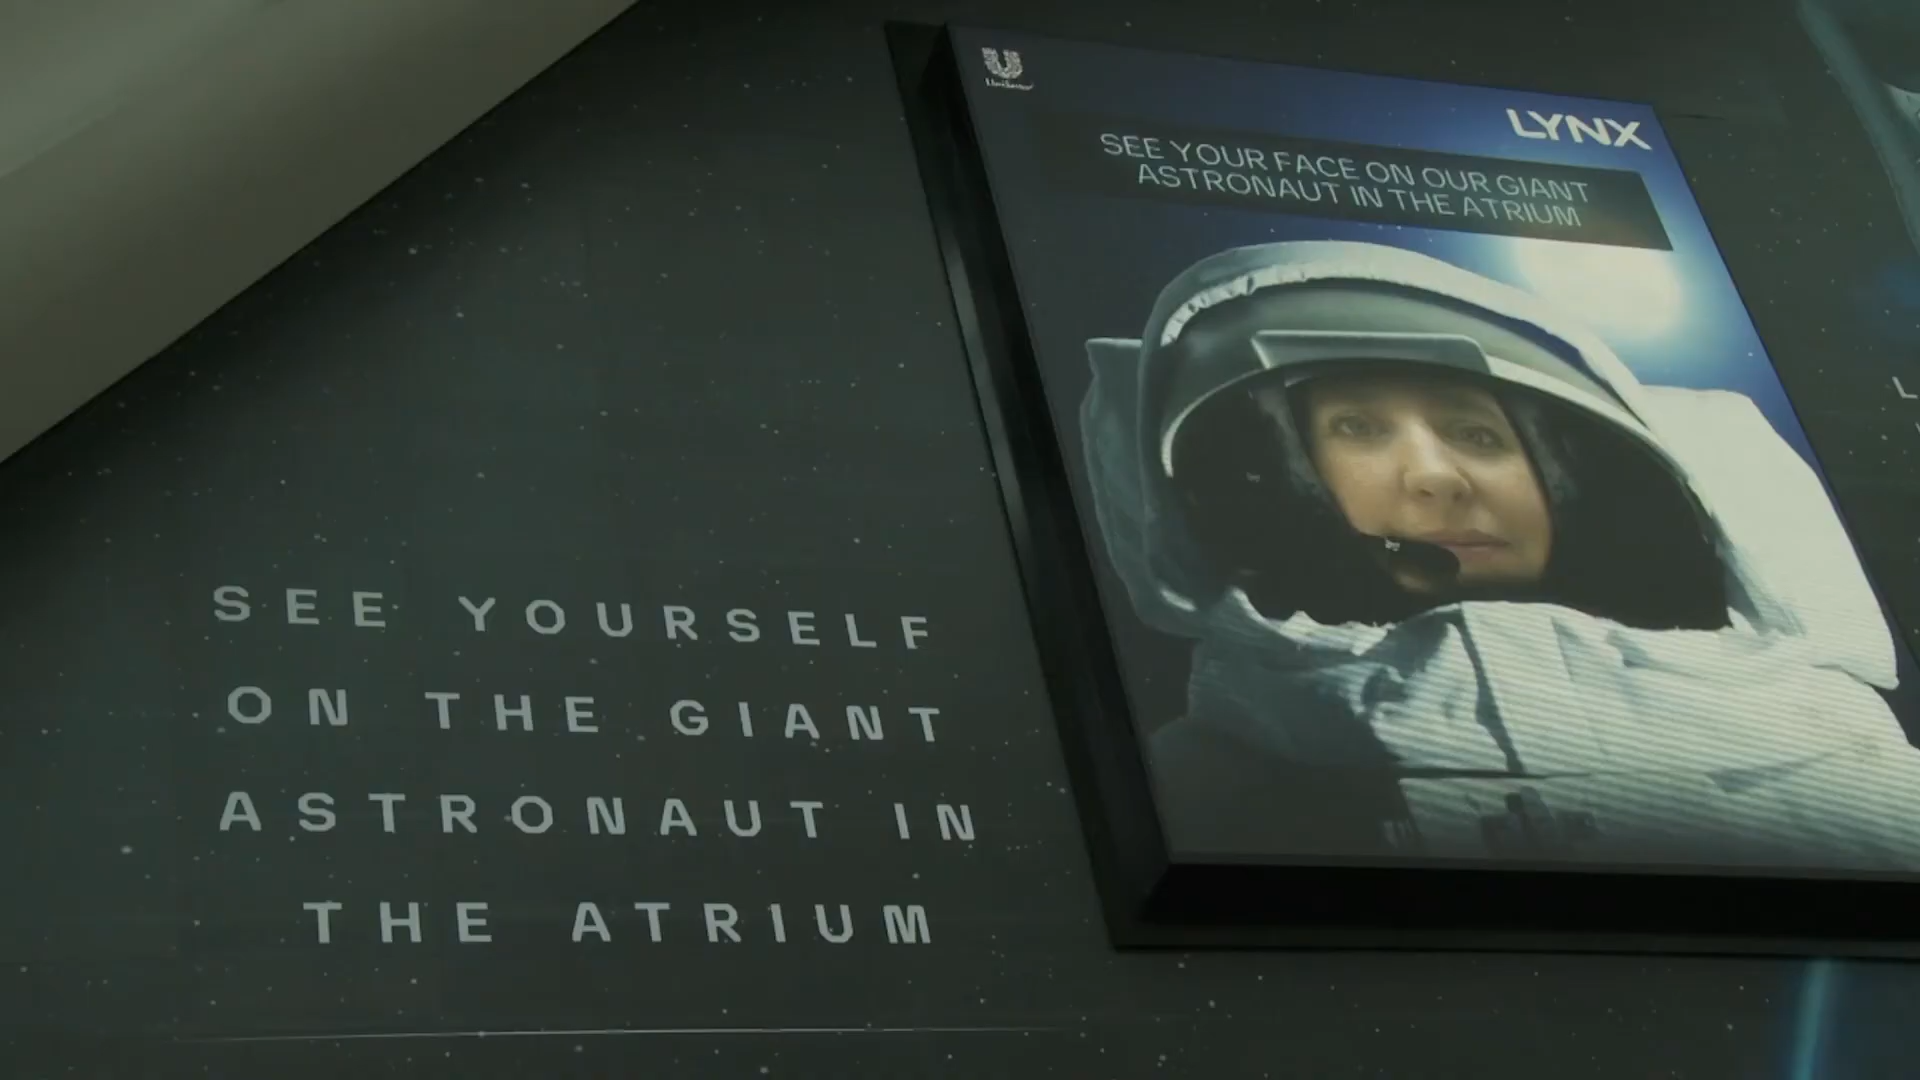 SEE YOURSELF
ON THE GIANT
ASTRONAUT IN
THE ATRIUM
Unilever
LYNX
SEE YOUR FACE ON OUR GIANT
ASTRONAUT IN THE ATRIUM
L